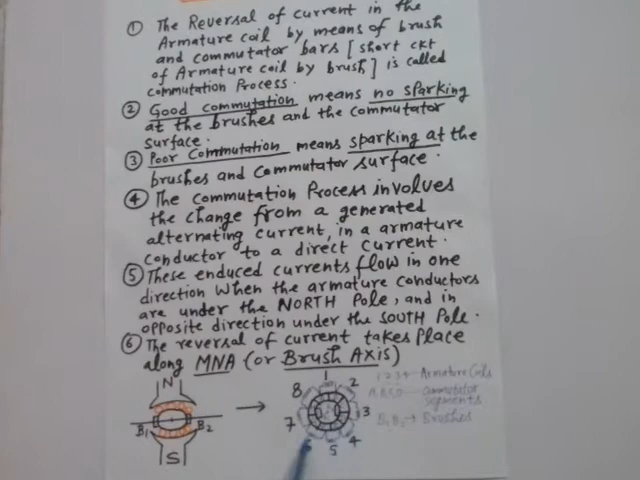 ① The Reversal of current in the
Armature coil by means of brush
and commutator bars [short ckt
of Armature coil by brush] is called
commutation Process.
② Good commutation means no sparking
at the brushes and the commutator
surface.
③ Poor Commutation means sparking at the
brushes and commutator surface.
④ The commutation Process involves
the change from a generated
alternating current, in a armature
conductor to a direct current.
⑤ These enduced currents flow in one
direction when the armature conductors
are under the NORTH Pole, and in
opposite direction under the SOUTH Pole.
⑥ The reversal of current takes Place
along MNA (or Brush Axis)
N
B1 B2
S
1
2
3
4
5
6
7
8
1 2 3 4 Armature Coils
A, B, C, D commutator
segments
B1, B2 → Brushes